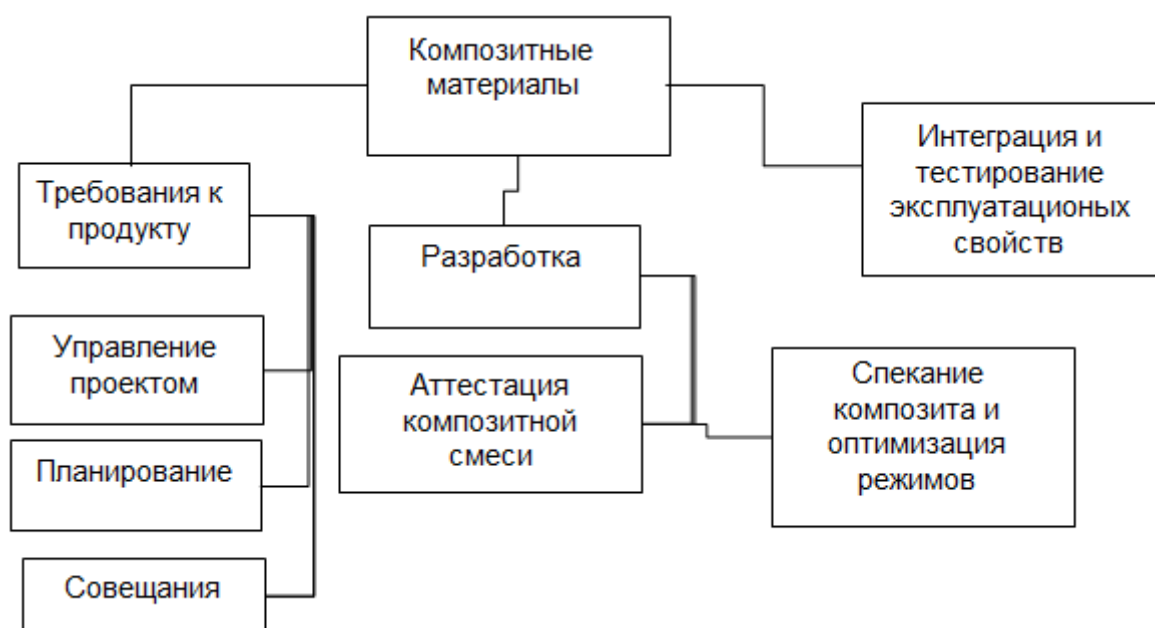 Композитные
материалы
Интеграция и
тестирование
эксплуатационых
свойств
Требования к
продукту
Разработка
Управление
проектом
Аттестация
композитной
смеси
Спекание
композита и
оптимизация
режимов
Планирование
Совещания